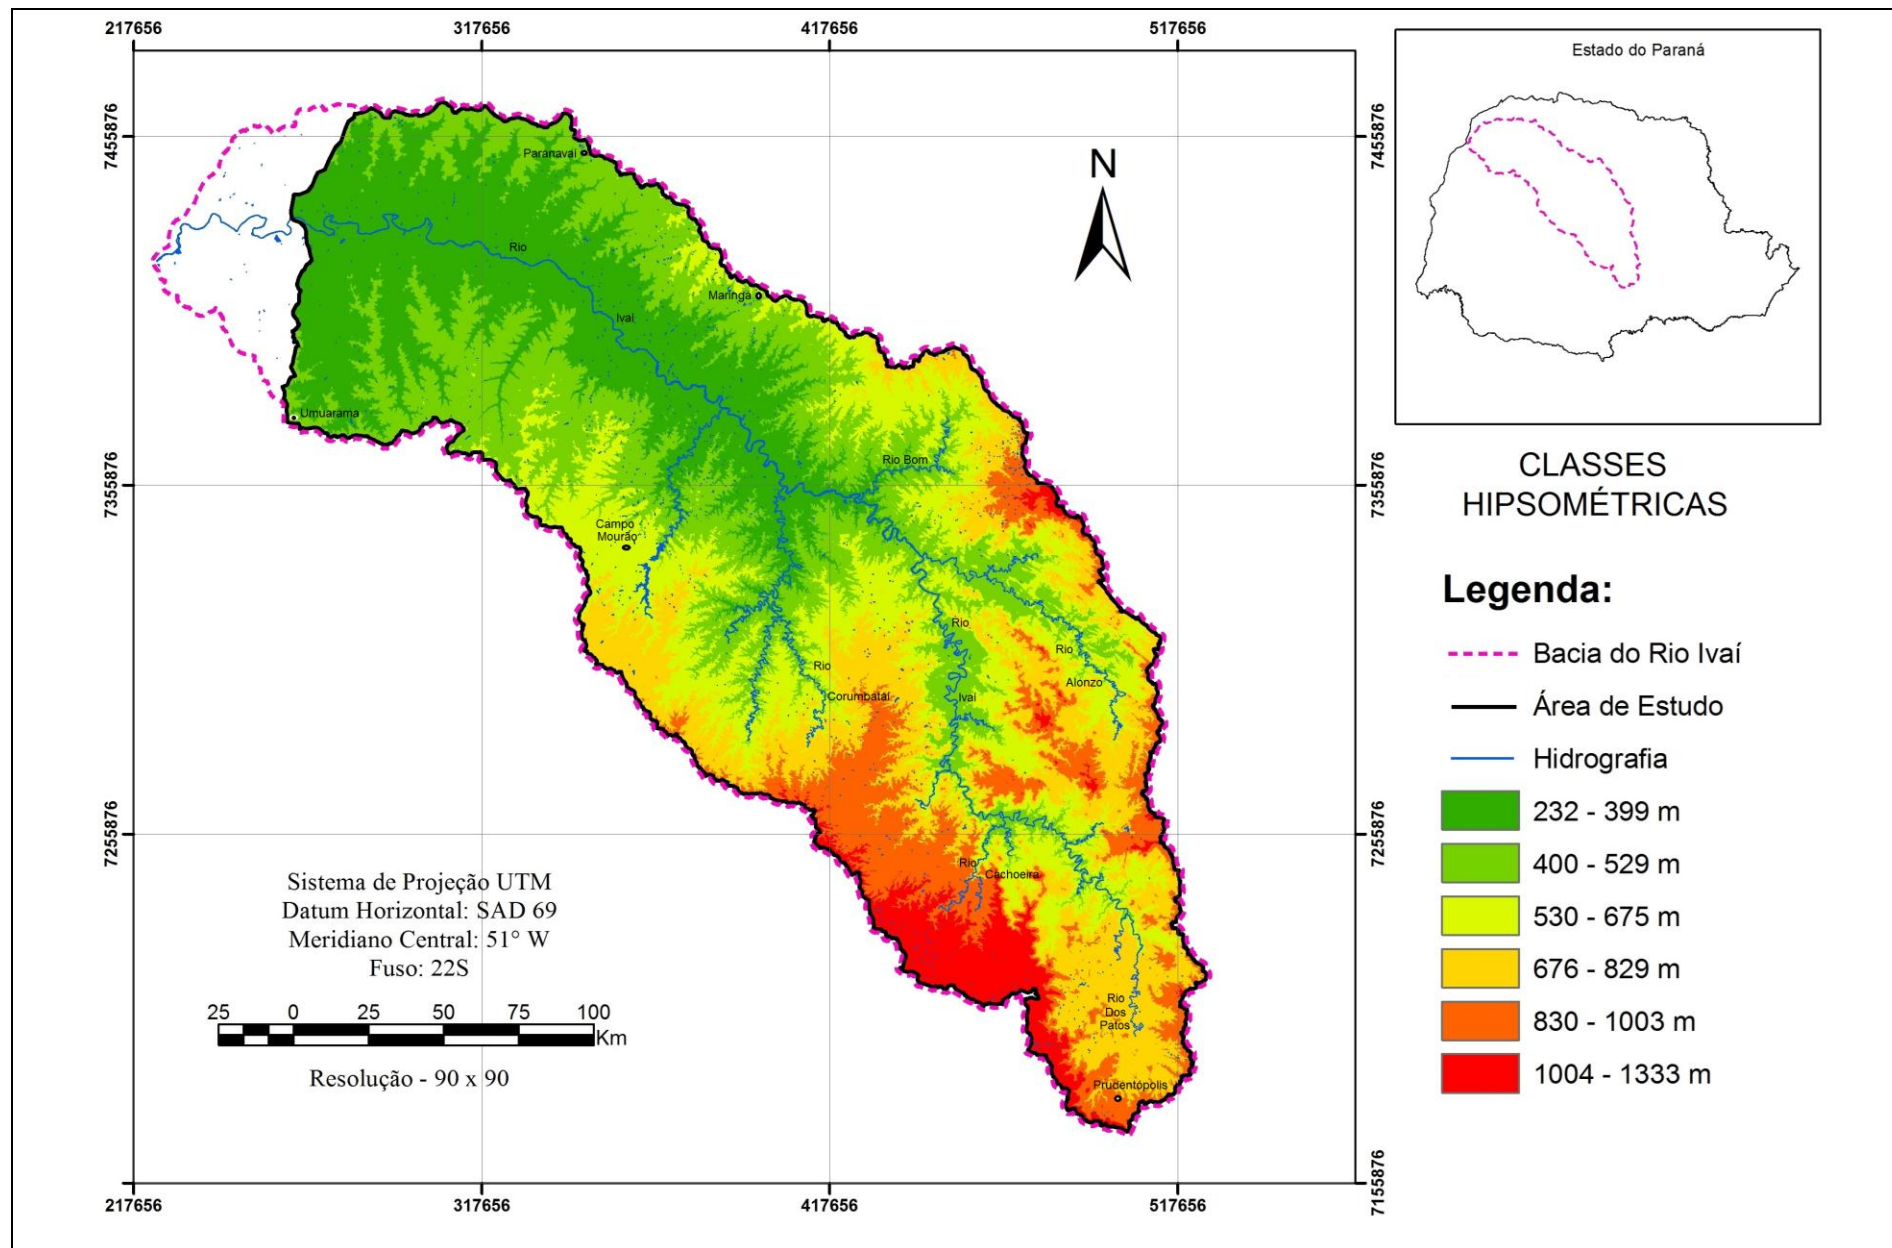 217656
317656
417656
517656
Estado do Paraná
7455876
7455876
Paranavaí
N
Rio
Maringá
Ivaí
Umuarama
CLASSES
HIPSOMÉTRICAS
Rio Bom
7355876
7355876
Campo
Mourão
Legenda:
Bacia do Rio Ivaí
Área de Estudo
Hidrografia
232 - 399 m
400 - 529 m
530 - 675 m
676 - 829 m
830 - 1003 m
1004 - 1333 m
Rio
Ivaí
Rio
Alonzo
Rio
Corumbataí
7255876
7255876
Rio
Cachoeira
Sistema de Projeção UTM
Datum Horizontal: SAD 69
Meridiano Central: 51° W
Fuso: 22S
25 0 25 50 75 100
Km
Resolução - 90 x 90
Rio
Dos
Patos
Prudentópolis
7155876
217656
317656
417656
517656